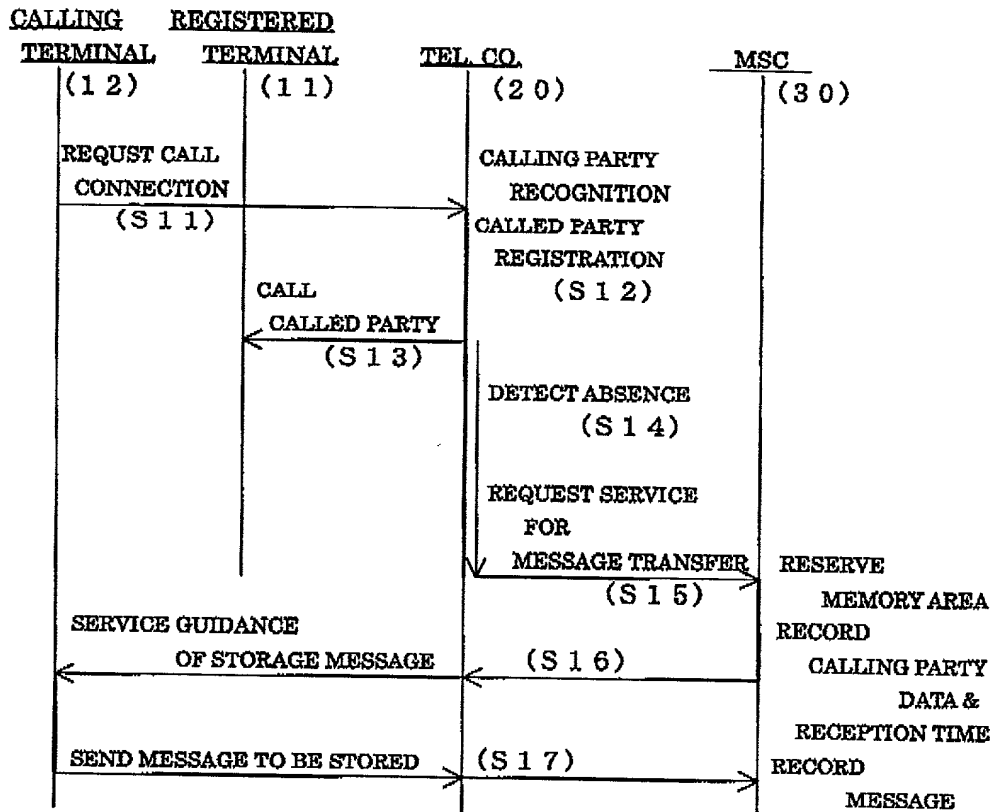 CALLING REGISTERED
TERMINAL TERMINAL TEL. CO. MSC
(12) (11) (20) (30)
REQUST CALL
CONNECTION
(S11)
CALLING PARTY
RECOGNITION
CALLED PARTY
REGISTRATION
(S12)
CALL
CALLED PARTY
(S13)
DETECT ABSENCE
(S14)
REQUEST SERVICE
FOR
MESSAGE TRANSFER
(S15)
RESERVE
MEMORY AREA
RECORD
CALLING PARTY
DATA &
RECEPTION TIME
SERVICE GUIDANCE
OF STORAGE MESSAGE
(S16)
SEND MESSAGE TO BE STORED
(S17)
RECORD
MESSAGE